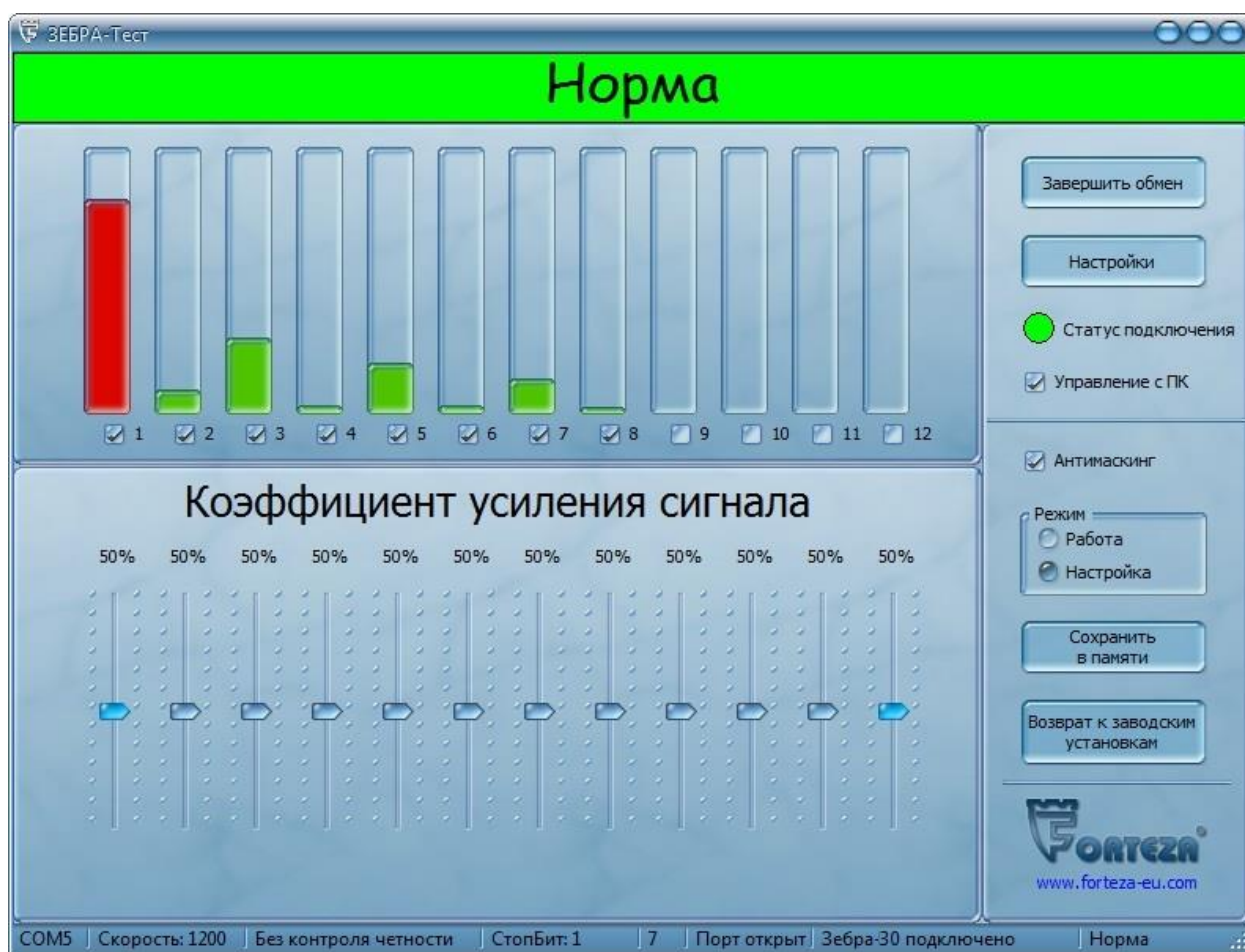 ЗЕБРА-Тест
Норма
1 2 3 4 5 6 7 8 9 10 11 12
Коэффициент усиления сигнала
50% 50% 50% 50% 50% 50% 50% 50% 50% 50% 50% 50%
Завершить обмен
Настройки
Статус подключения
Управление с ПК
Антимаскинг
Режим
Работа
Настройка
Сохранить
в памяти
Возврат к заводским
установкам
FORTEZA®
www.forteza-eu.com
COM5 Скорость: 1200 Без контроля четности СтопБит: 1 7 Порт открыт Зебра-30 подключено Норма